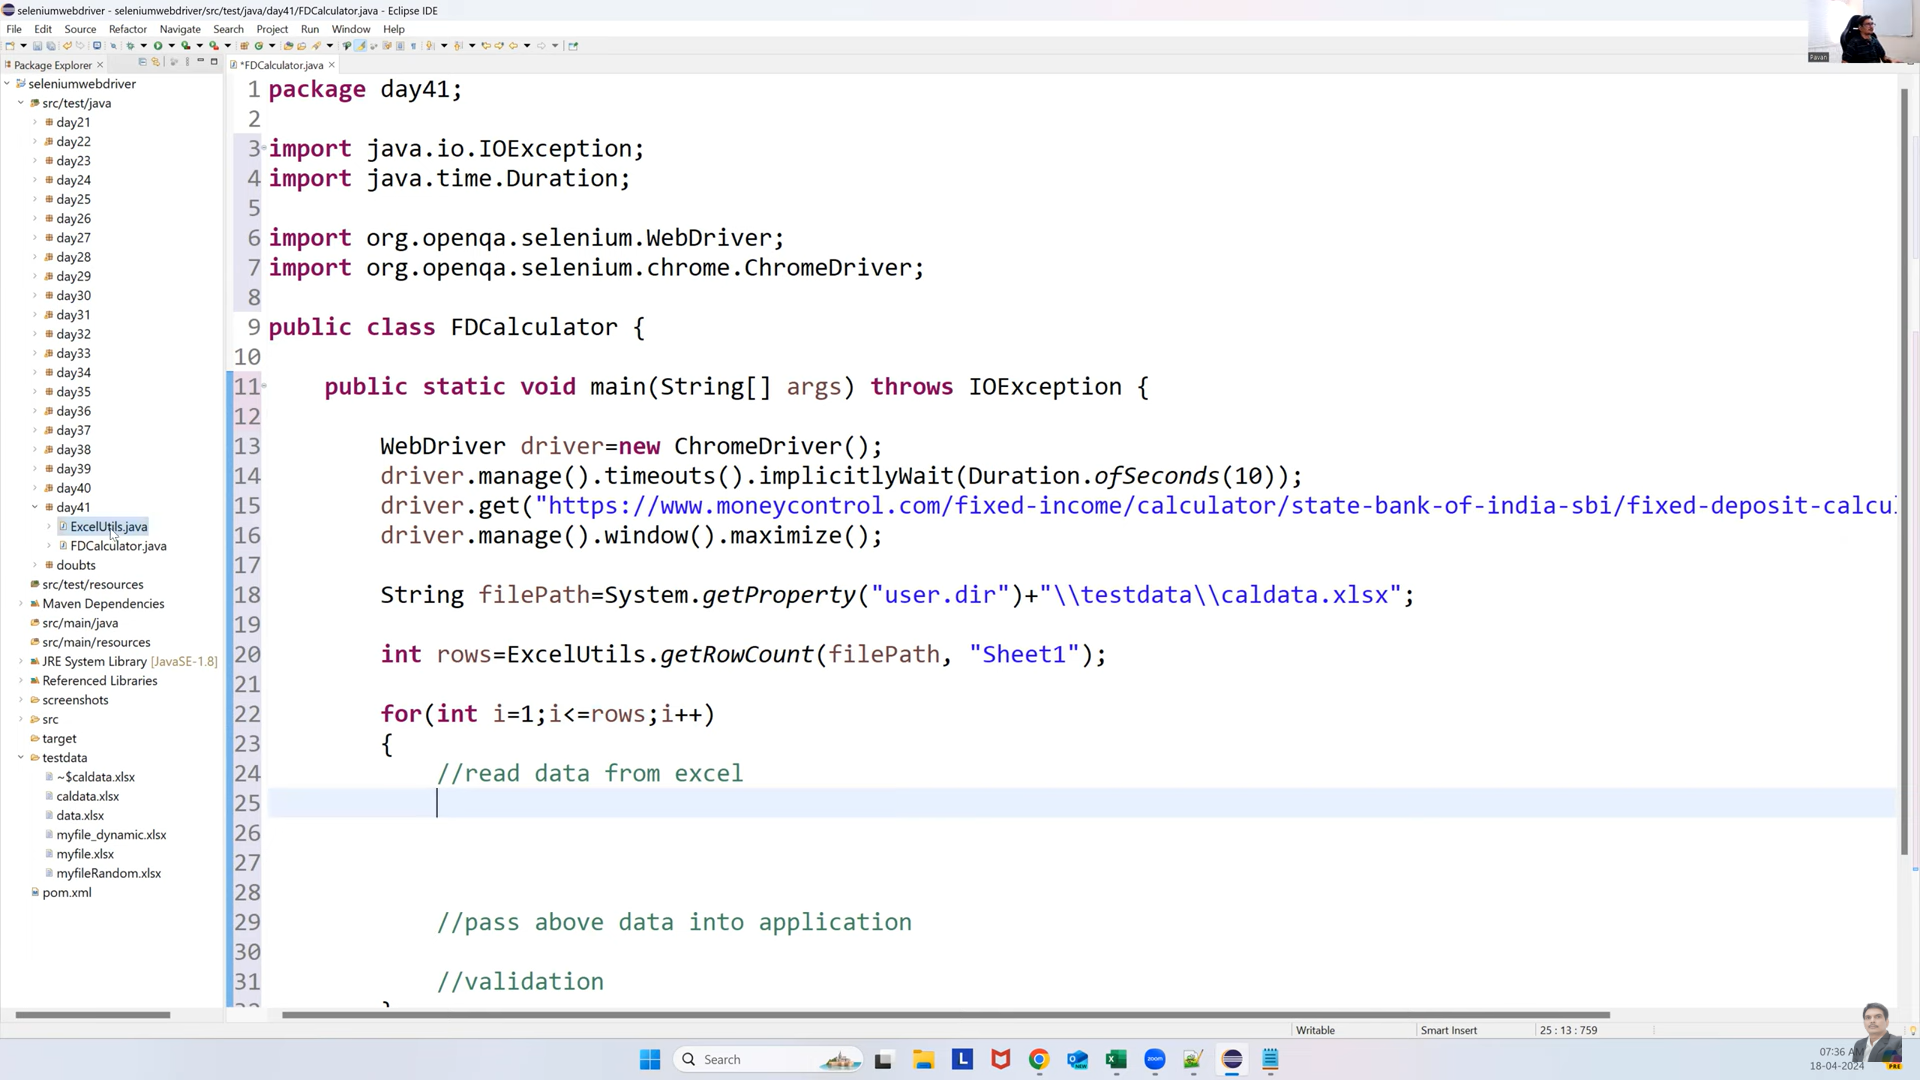 seleniumwebdriver - seleniumwebdriver/src/test/java/day41/FDCalculator.java - Eclipse IDE
File Edit Source Refactor Navigate Search Project Run Window Help
Package Explorer
seleniumwebdriver
src/test/java
day21
day22
day23
day24
day25
day26
day27
day28
day29
day30
day31
day32
day33
day34
day35
day36
day37
day38
day39
day40
day41
ExcelUtils.java
FDCalculator.java
doubts
src/test/resources
Maven Dependencies
src/main/java
src/main/resources
JRE System Library [JavaSE-1.8]
Referenced Libraries
screenshots
src
target
testdata
~$caldata.xlsx
caldata.xlsx
data.xlsx
myfile_dynamic.xlsx
myfile.xlsx
myfileRandom.xlsx
pom.xml
*FDCalculator.java
1 package day41;
2
3 import java.io.IOException;
4 import java.time.Duration;
5
6 import org.openqa.selenium.WebDriver;
7 import org.openqa.selenium.chrome.ChromeDriver;
8
9 public class FDCalculator {
10
11 public static void main(String[] args) throws IOException {
12
13 WebDriver driver=new ChromeDriver();
14 driver.manage().timeouts().implicitlyWait(Duration.ofSeconds(10));
15 driver.get("https://www.moneycontrol.com/fixed-income/calculator/state-bank-of-india-sbi/fixed-deposit-calcu
16 driver.manage().window().maximize();
17
18 String filePath=System.getProperty("user.dir")+"\\testdata\\caldata.xlsx";
19
20 int rows=ExcelUtils.getRowCount(filePath, "Sheet1");
21
22 for(int i=1;i<=rows;i++)
23 {
24 //read data from excel
25
26
27
28
29 //pass above data into application
30
31 //validation
Writable Smart Insert 25 : 13 : 759
Search
07:36 AM
18-04-2024
Pavan
PRE